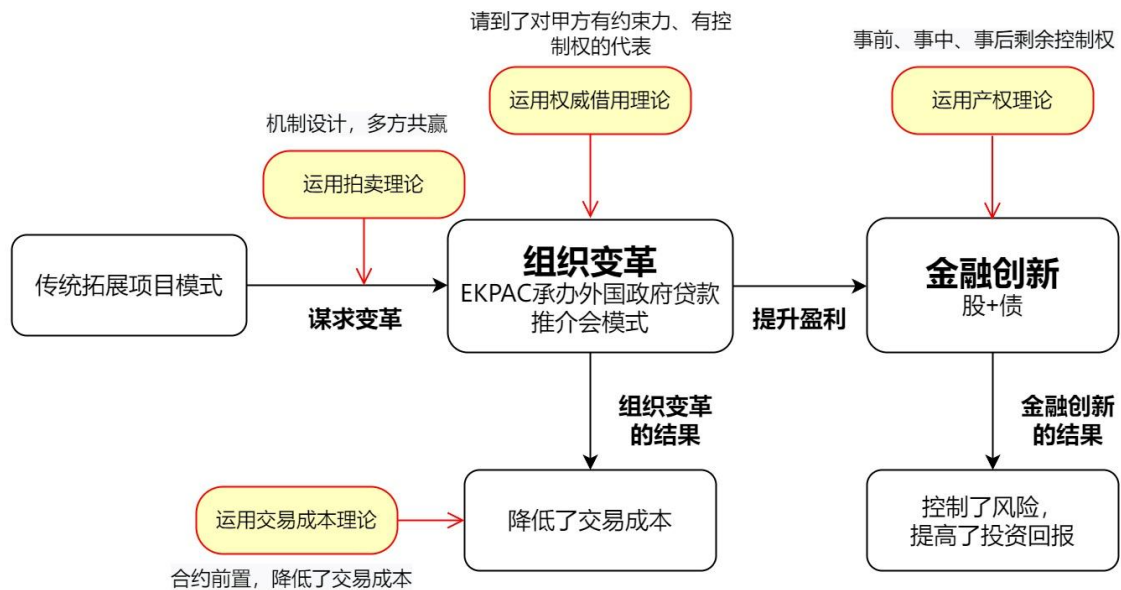 请到了对甲方有约束力、有控
制权的代表
事前、事中、事后剩余控制权
运用权威借用理论
运用产权理论
机制设计，多方共赢
运用拍卖理论
传统拓展项目模式
谋求变革
组织变革
EKPAC承办外国政府贷款
推介会模式
提升盈利
金融创新
股+债
组织变革
的结果
金融创新
的结果
运用交易成本理论
合约前置，降低了交易成本
降低了交易成本
控制了风险，
提高了投资回报